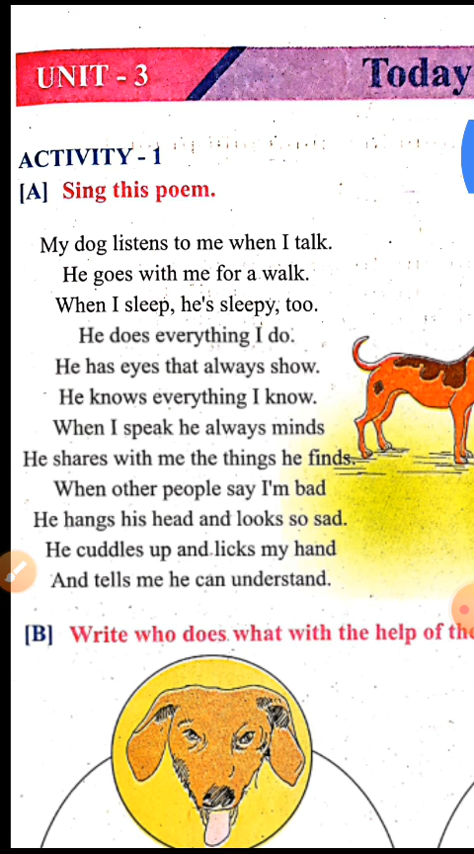 UNIT - 3
Today
ACTIVITY - 1
[A] Sing this poem.
My dog listens to me when I talk.
He goes with me for a walk.
When I sleep, he's sleepy, too.
He does everything I do.
He has eyes that always show.
He knows everything I know.
When I speak he always minds
He shares with me the things he finds.
When other people say I'm bad
He hangs his head and looks so sad.
He cuddles up and licks my hand
And tells me he can understand.
[B] Write who does what with the help of the